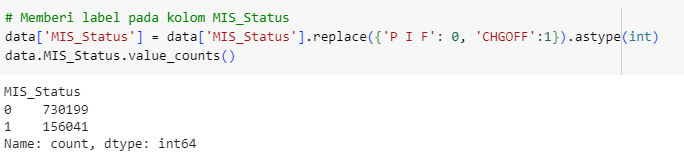 # Memberi label pada kolom MIS_Status
data['MIS_Status'] = data['MIS_Status'].replace({'P I F': 0, 'CHGOFF':1}).astype(int)
data.MIS_Status.value_counts()
MIS_Status
0    730199
1    156041
Name: count, dtype: int64